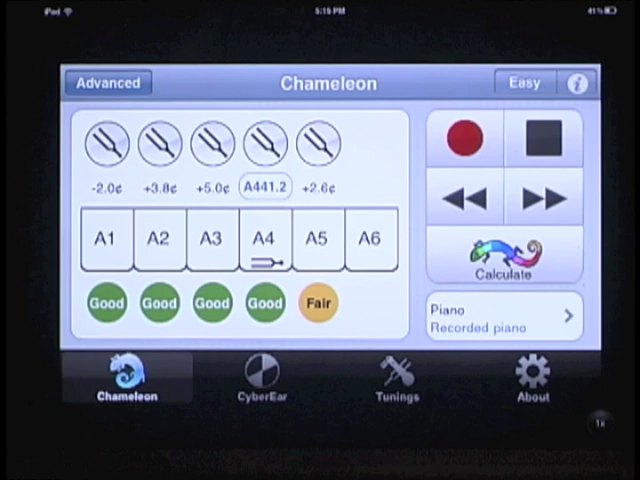 iPad 5:15 PM 41%
Advanced Chameleon Easy i
-2.0¢ +3.8¢ +5.0¢ A441.2 +2.6¢
A1 A2 A3 A4 A5 A6
Good Good Good Good Fair
Calculate
Piano
Recorded piano
Chameleon CyberEar Tunings About
1x